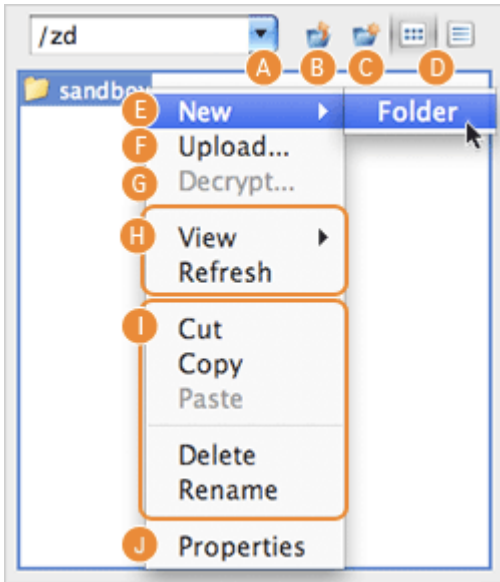 /zd
A B C D
sandbox
E New Folder
F Upload...
G Decrypt...
H View
Refresh
I Cut
Copy
Paste
Delete
Rename
J Properties